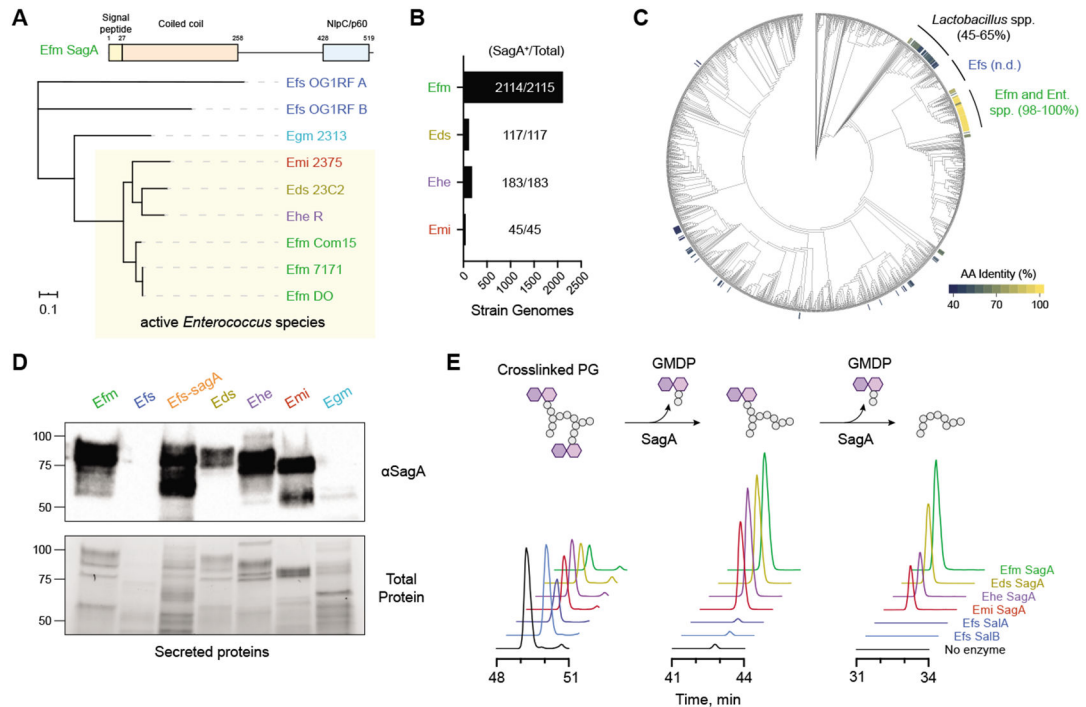 A
Signal
peptide
Coiled coil
NlpC/p60
1 27 258 428 519
Efm SagA
Efs OG1RF A
Efs OG1RF B
Egm 2313
Emi 2375
Eds 23C2
Ehe R
Efm Com15
Efm 7171
Efm DO
0.1
active Enterococcus species
B
(SagA+/Total)
Efm 2114/2115
Eds 117/117
Ehe 183/183
Emi 45/45
0 500 1000 1500 2000 2500
Strain Genomes
C
Lactobacillus spp.
(45-65%)
Efs (n.d.)
Efm and Ent.
spp. (98-100%)
AA Identity (%)
40 60 80 100
D
Efm Efs Efs-sagA Eds Ehe Emi Egm
100
75
50
αSagA
100
75
50
Total
Protein
Secreted proteins
E
Crosslinked PG
GMDP
SagA
GMDP
SagA
Efm SagA
Eds SagA
Ehe SagA
Emi SagA
Efs SalA
Efs SalB
No enzyme
48 51 41 44 31 34
Time, min